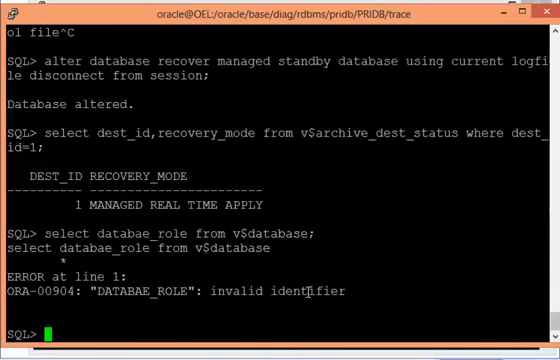 oracle@OEL:/oracle/base/diag/rdbms/pridb/PRIDB/trace
ol file^C
SQL> alter database recover managed standby database using current logfi
le disconnect from session;
Database altered.
SQL> select dest_id,recovery_mode from v$archive_dest_status where dest_
id=1;
DEST_ID RECOVERY_MODE
---------- -----------------------
1 MANAGED REAL TIME APPLY
SQL> select databae_role from v$database;
select databae_role from v$database
*
ERROR at line 1:
ORA-00904: "DATABAE_ROLE": invalid identifier
SQL>